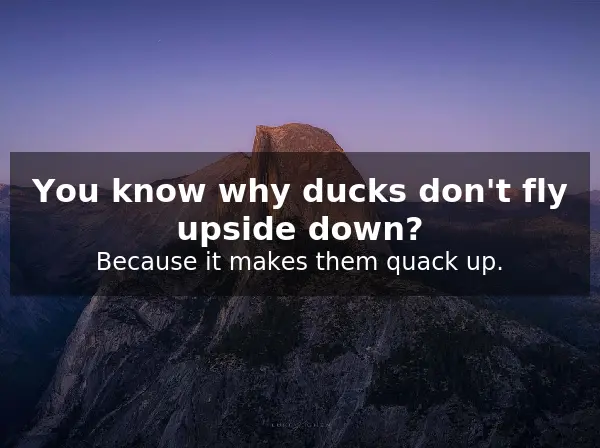 You know why ducks don't fly
upside down?
Because it makes them quack up.